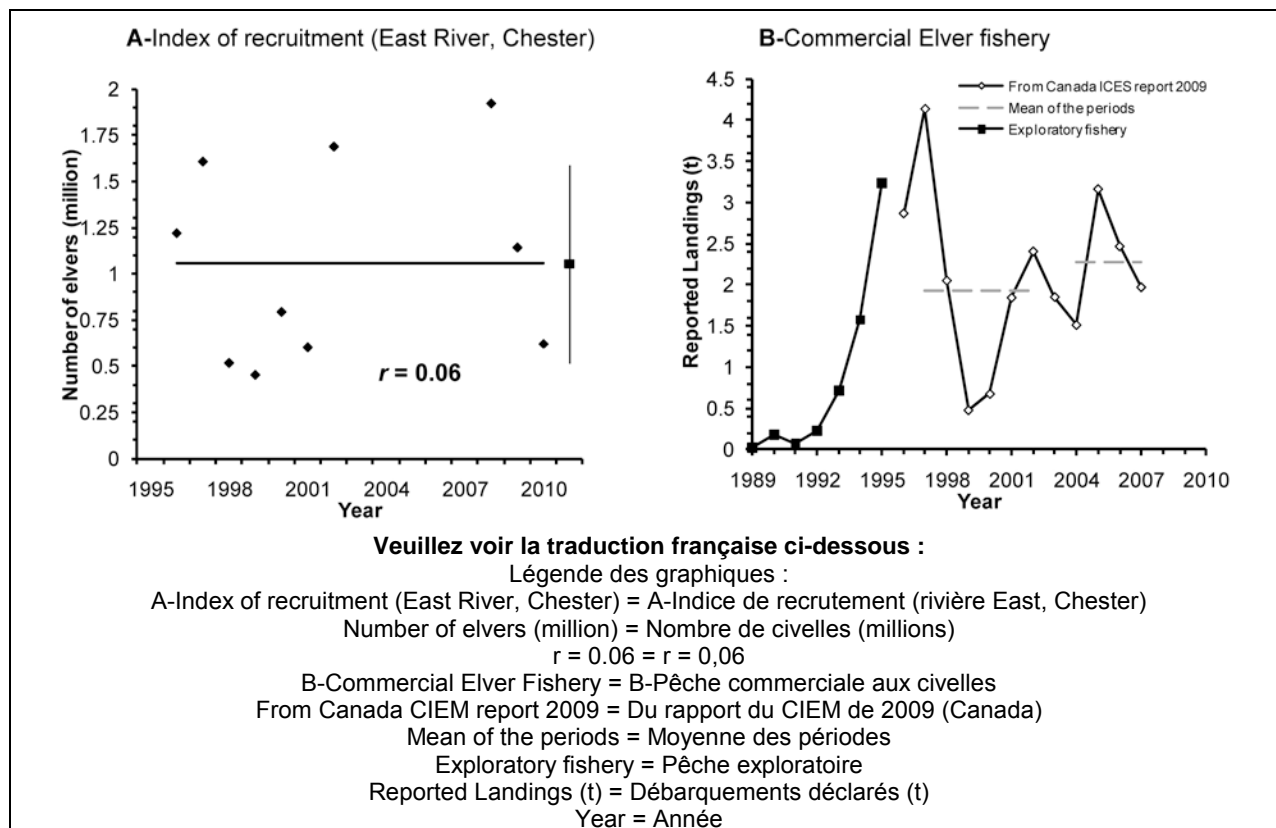 A-Index of recruitment (East River, Chester)
2
1.75
1.5
1.25
1
0.75
0.5
0.25
0
Number of elvers (million)
r = 0.06
1995 1998 2001 2004 2007 2010
Year
B-Commercial Elver fishery
4.5
4
3.5
3
2.5
2
1.5
1
0.5
0
Reported Landings (t)
From Canada ICES report 2009
Mean of the periods
Exploratory fishery
1989 1992 1995 1998 2001 2004 2007 2010
Year
Veuillez voir la traduction française ci-dessous :
Légende des graphiques :
A-Index of recruitment (East River, Chester) = A-Indice de recrutement (rivière East, Chester)
Number of elvers (million) = Nombre de civelles (millions)
r = 0.06 = r = 0,06
B-Commercial Elver Fishery = B-Pêche commerciale aux civelles
From Canada CIEM report 2009 = Du rapport du CIEM de 2009 (Canada)
Mean of the periods = Moyenne des périodes
Exploratory fishery = Pêche exploratoire
Reported Landings (t) = Débarquements déclarés (t)
Year = Année